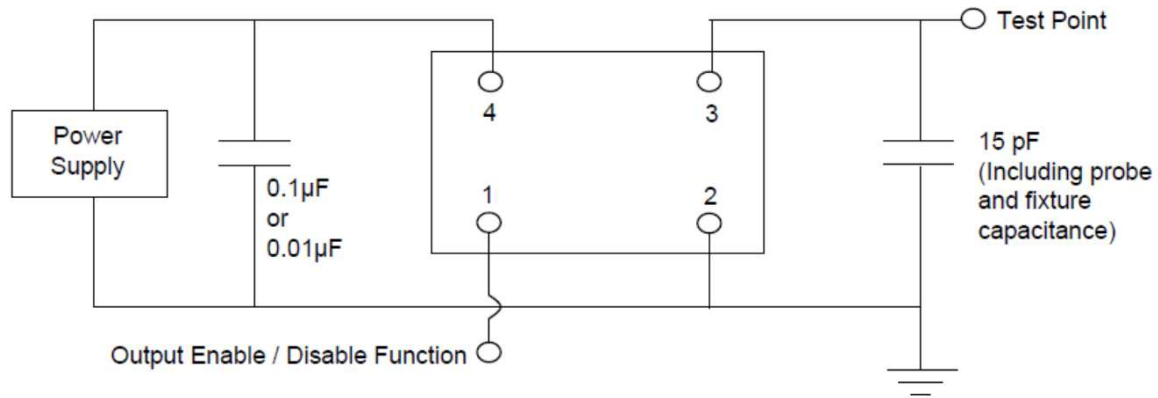 Test Point
4
3
Power
Supply
15 pF
(Including probe
and fixture
capacitance)
0.1µF
or
0.01µF
1
2
Output Enable / Disable Function